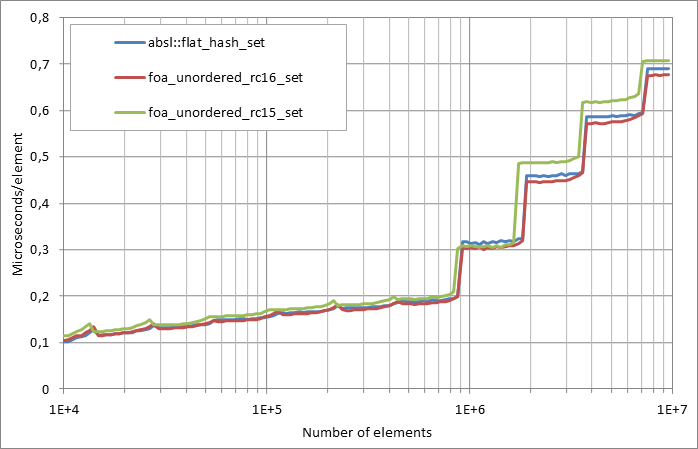 0,8
absl::flat_hash_set
foa_unordered_rc16_set
foa_unordered_rc15_set
0,7
0,6
0,5
0,4
0,3
0,2
0,1
0
Microseconds/element
1E+4
1E+5
1E+6
1E+7
Number of elements